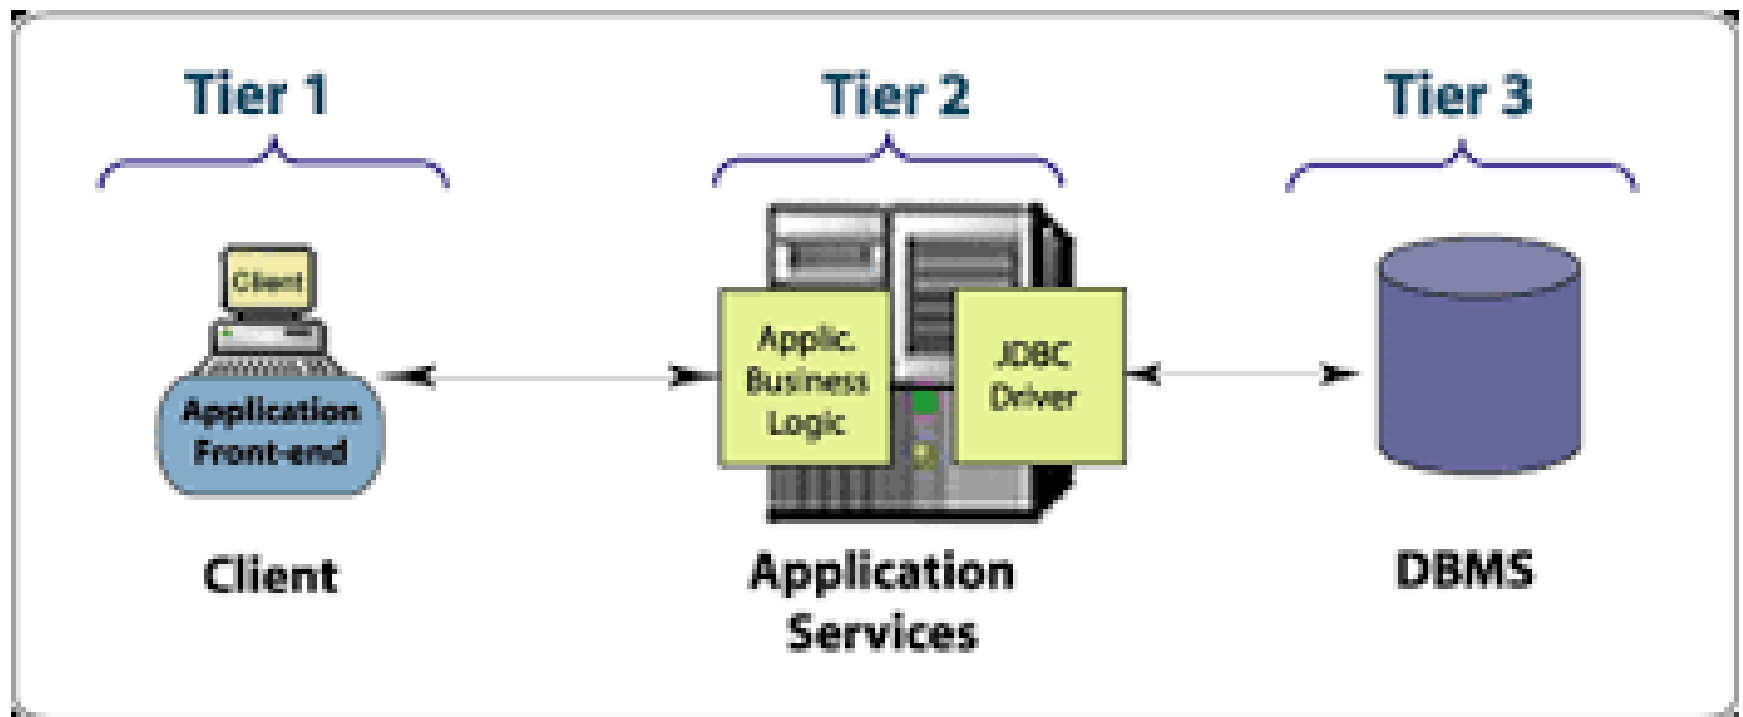 Tier 1
Tier 2
Tier 3
Client
Application
Front-end
Applic.
Business
Logic
JDBC
Driver
Client
Application
Services
DBMS